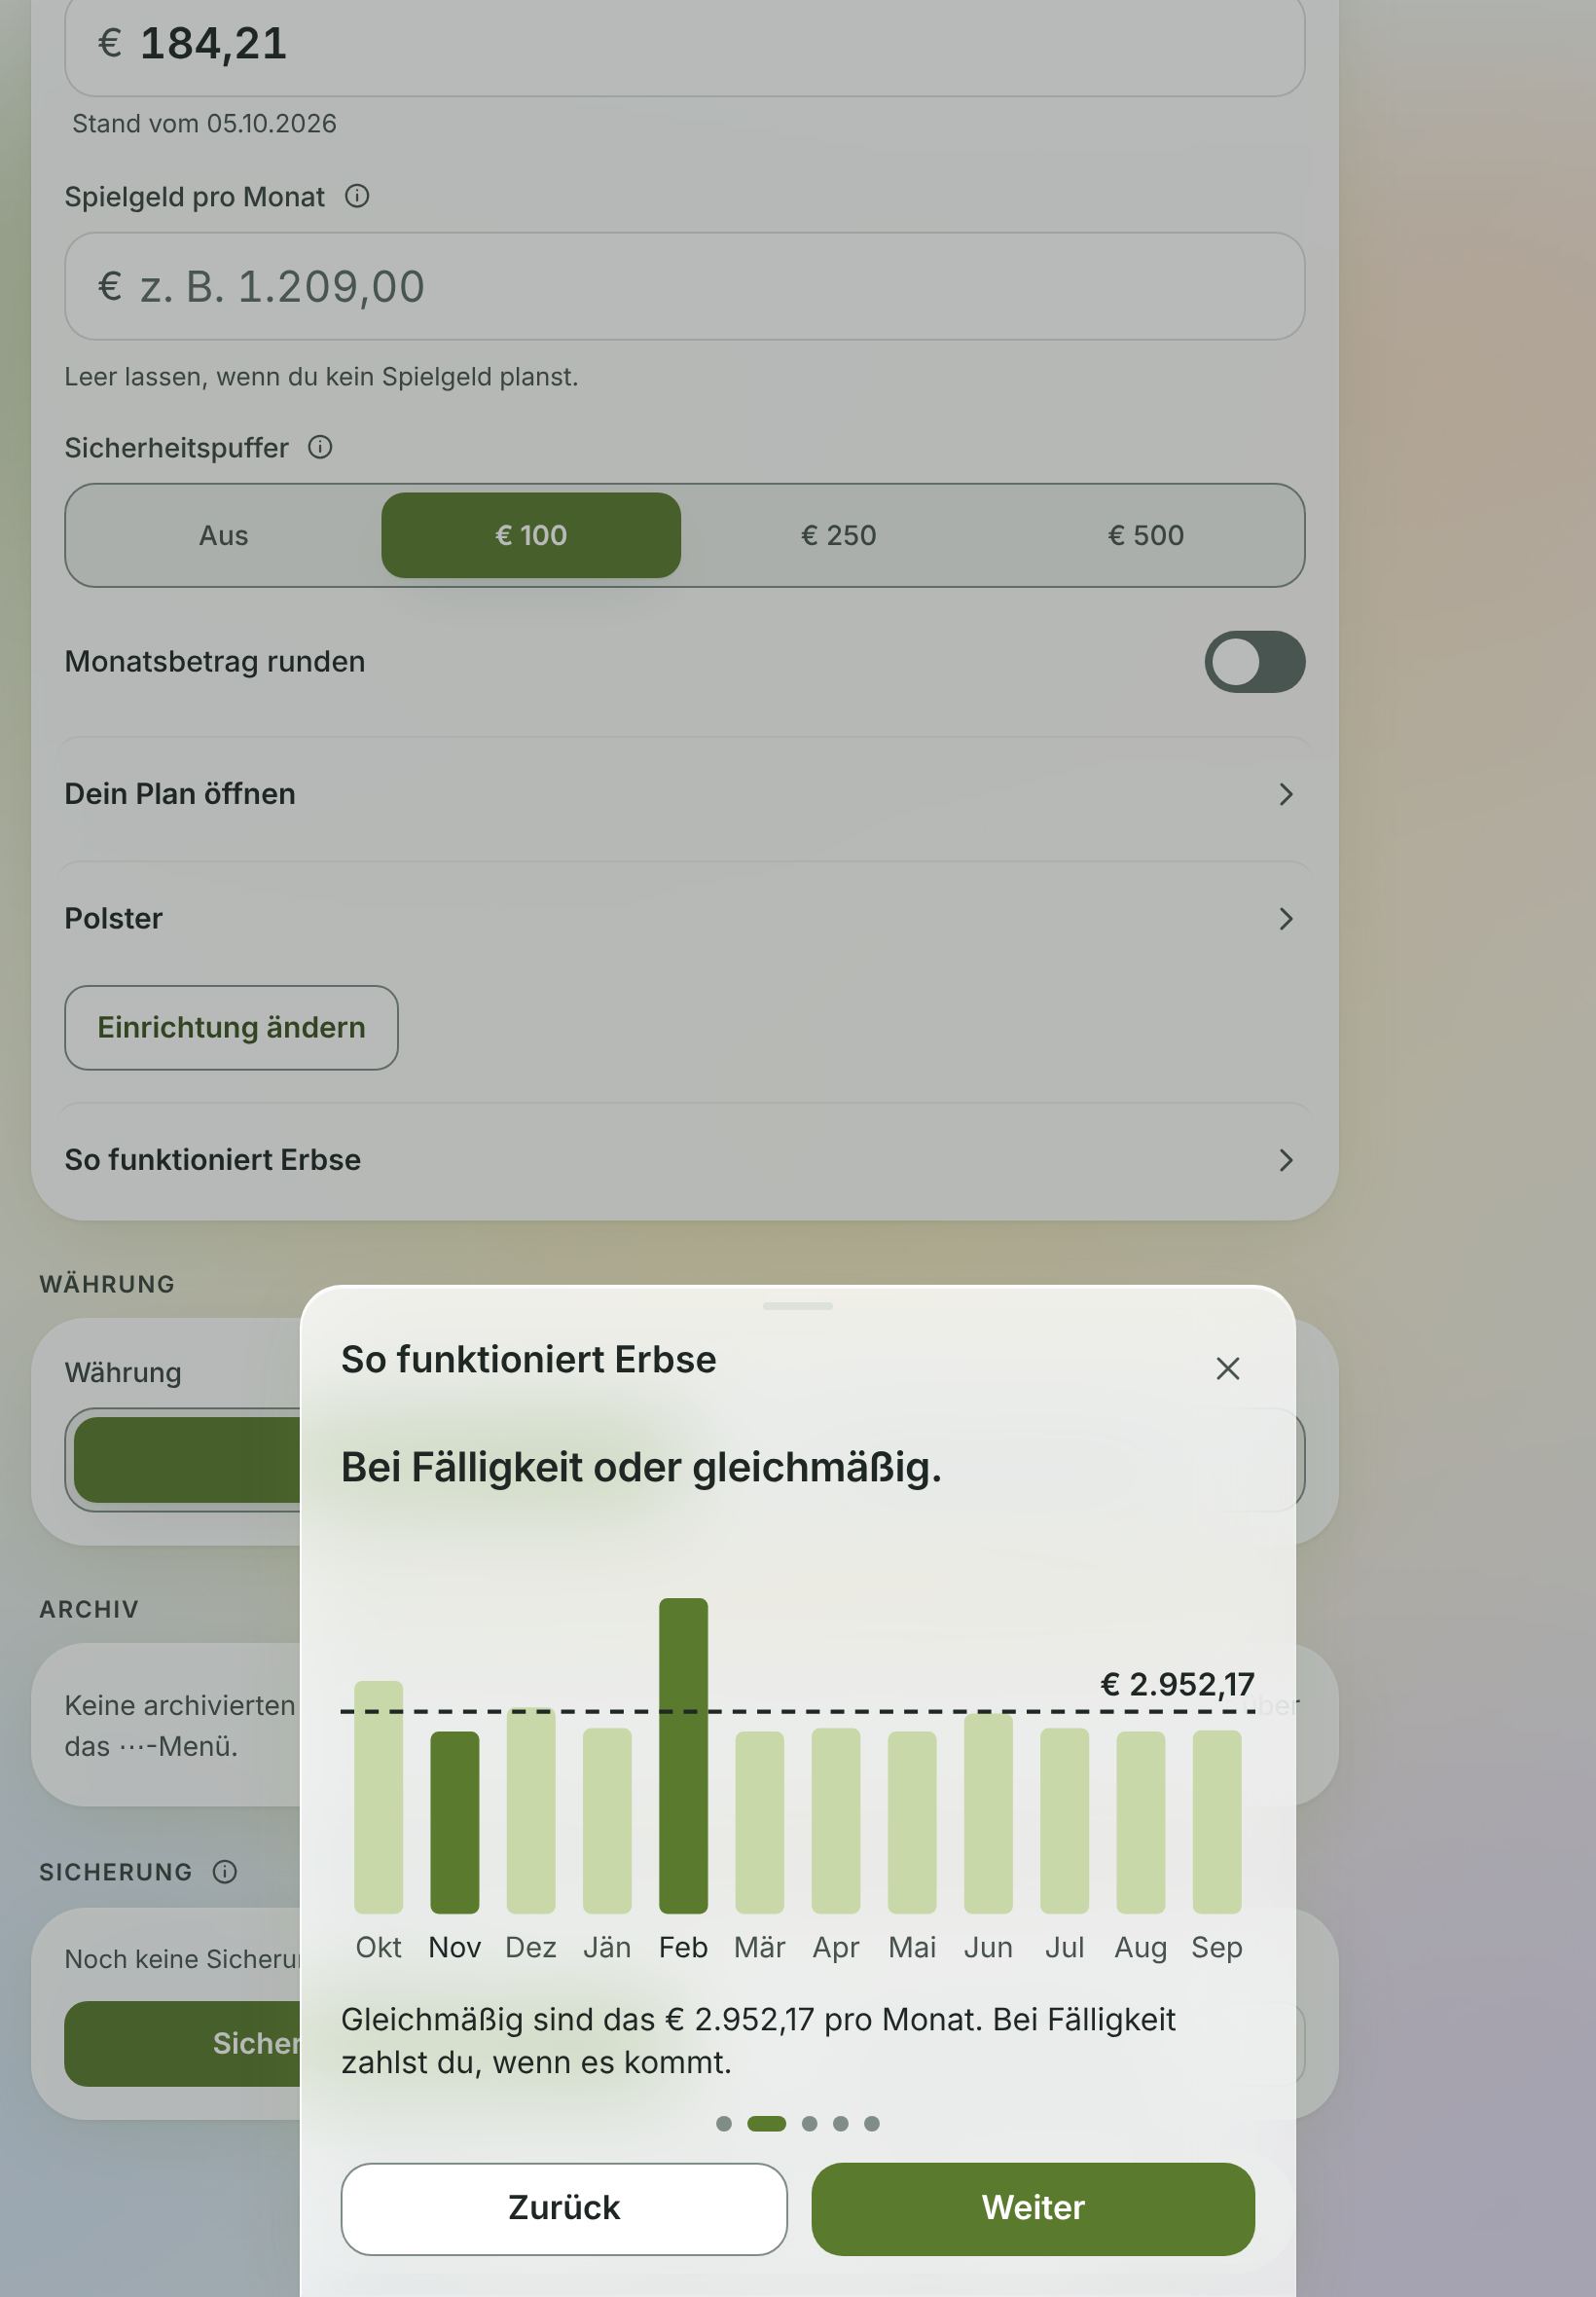 € 184,21
Stand vom 05.10.2026
Spielgeld pro Monat
€ z. B. 1.209,00
Leer lassen, wenn du kein Spielgeld planst.
Sicherheitspuffer
Aus € 100 € 250 € 500
Monatsbetrag runden
Dein Plan öffnen
Polster
Einrichtung ändern
So funktioniert Erbse
WÄHRUNG
Währung
ARCHIV
Keine archivierten
über
das ···-Menü.
SICHERUNG
Noch keine
Sicher
So funktioniert Erbse
Bei Fälligkeit oder gleichmäßig.
€ 2.952,17
Okt Nov Dez Jän Feb Mär Apr Mai Jun Jul Aug Sep
Gleichmäßig sind das € 2.952,17 pro Monat. Bei Fälligkeit
zahlst du, wenn es kommt.
Zurück
Weiter